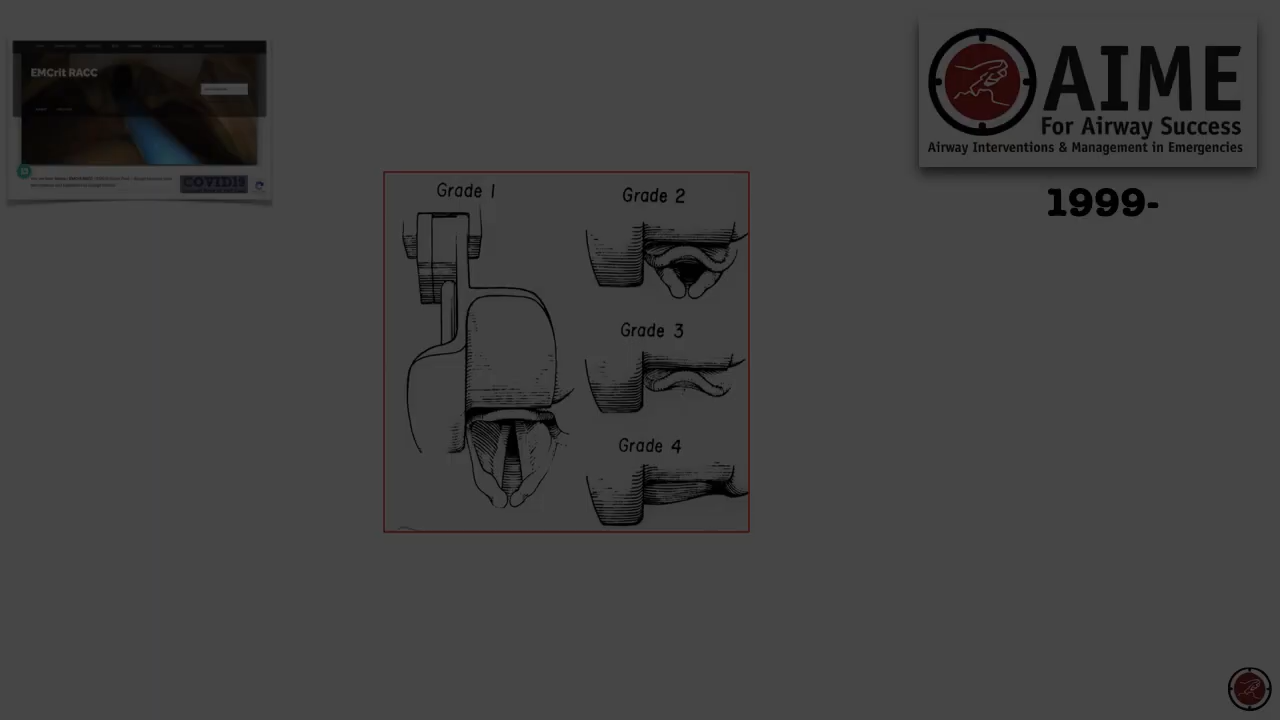 EMCrit RACC
COVID19
AIME
For Airway Success
Airway Interventions & Management in Emergencies
1999-
Grade 1
Grade 2
Grade 3
Grade 4